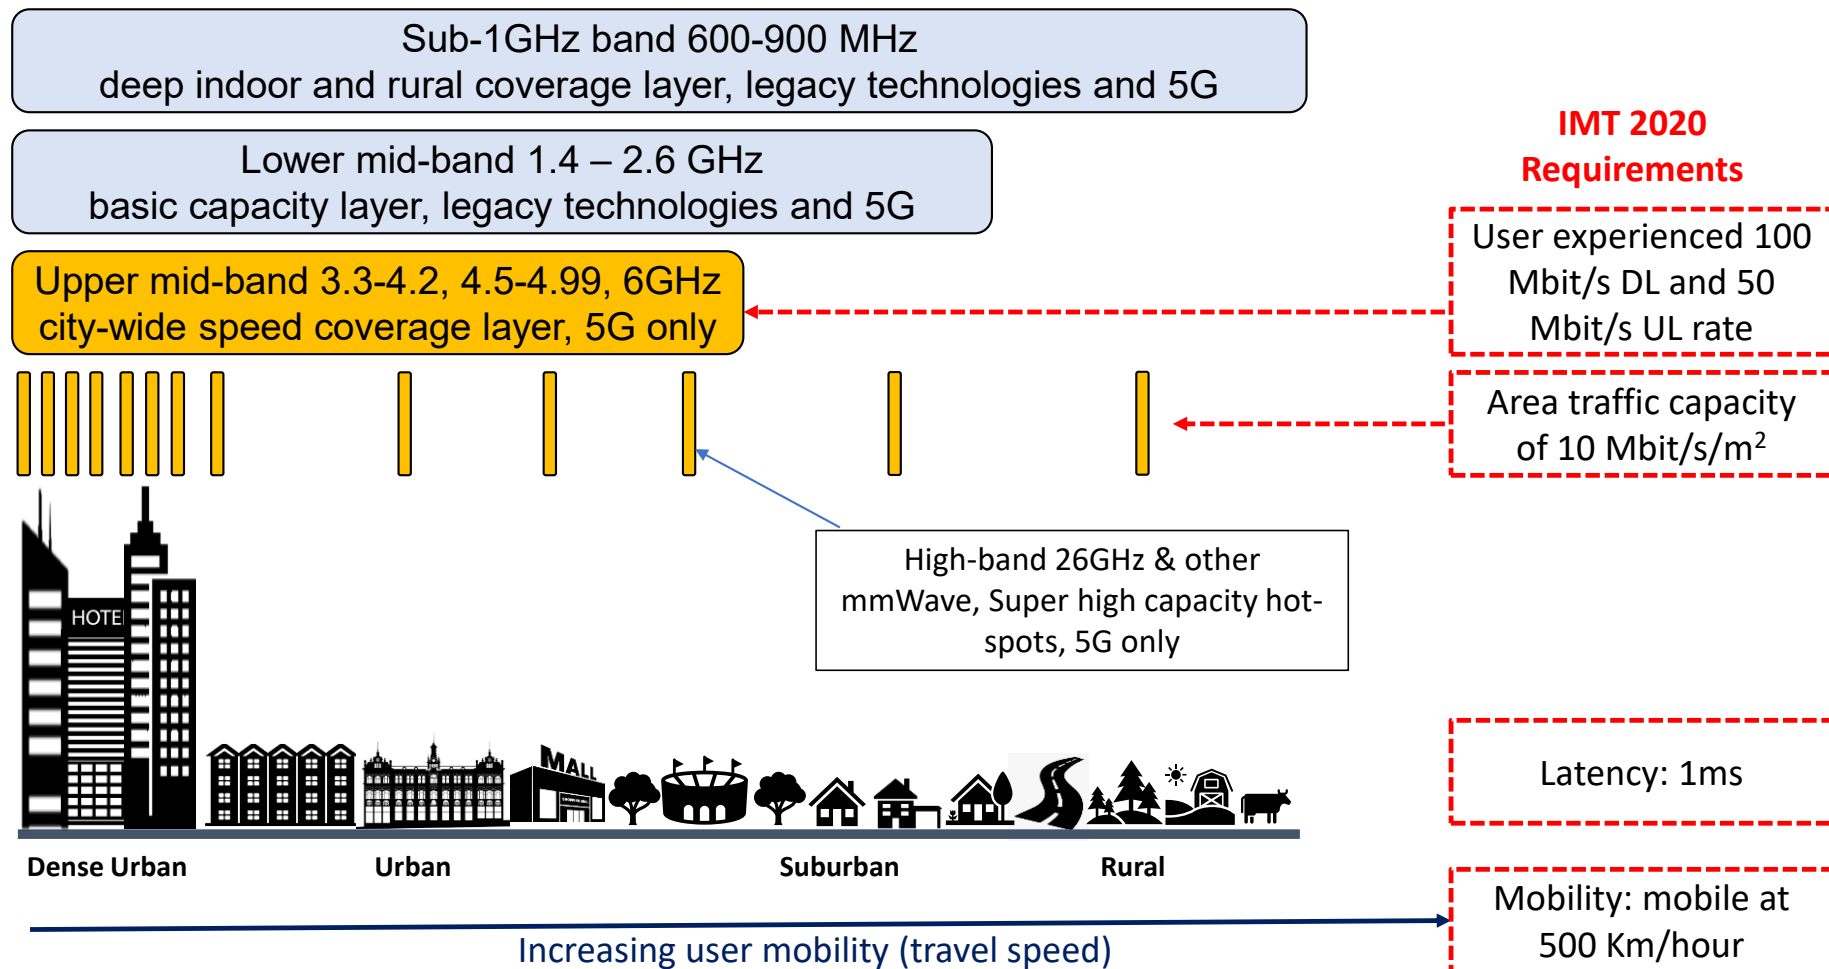 Sub-1GHz band 600-900 MHz
deep indoor and rural coverage layer, legacy technologies and 5G
Lower mid-band 1.4 – 2.6 GHz
basic capacity layer, legacy technologies and 5G
Upper mid-band 3.3-4.2, 4.5-4.99, 6GHz
city-wide speed coverage layer, 5G only
IMT 2020
Requirements
User experienced 100
Mbit/s DL and 50
Mbit/s UL rate
Area traffic capacity
of 10 Mbit/s/m²
High-band 26GHz & other
mmWave, Super high capacity hot-
spots, 5G only
HOTE
MALL
Latency: 1ms
Dense Urban
Urban
Suburban
Rural
Mobility: mobile at
500 Km/hour
Increasing user mobility (travel speed)